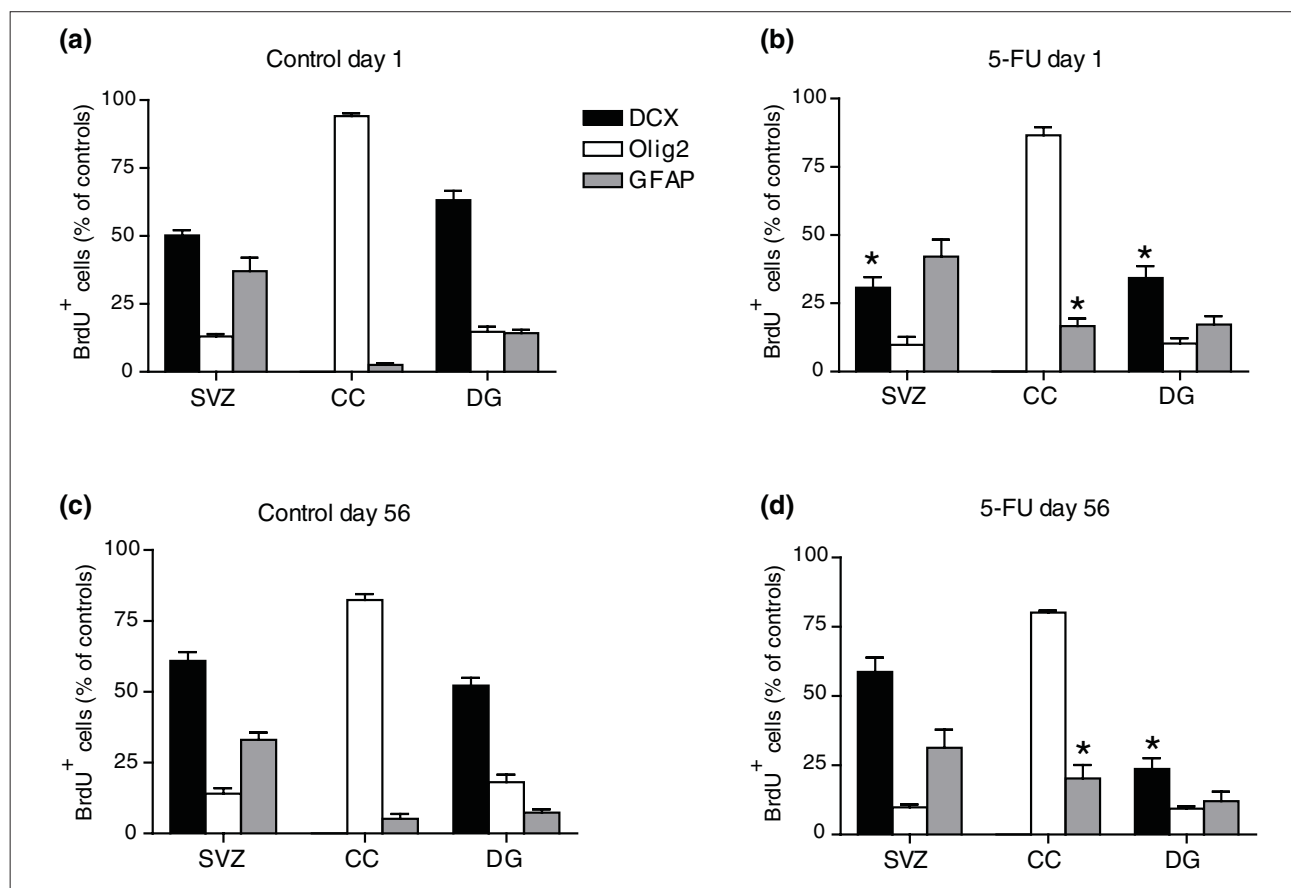 (a)
Control day 1
BrdU+ cells (% of controls)
100
75
50
25
0
SVZ CC DG
DCX
Olig2
GFAP
(b)
5-FU day 1
BrdU+ cells (% of controls)
100
75
50
25
0
*
*
*
SVZ CC DG
(c)
Control day 56
BrdU+ cells (% of controls)
100
75
50
25
0
SVZ CC DG
(d)
5-FU day 56
BrdU+ cells (% of controls)
100
75
50
25
0
*
*
SVZ CC DG